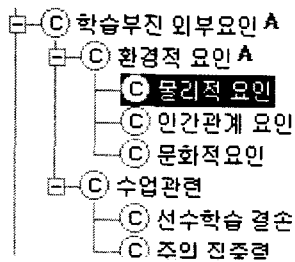 C 학습부진 외부요인 A
C 환경적 요인 A
C 물리적 요인
C 인간관계 요인
C 문화적요인
C 수업관련
C 선수학습 결손
C 주의 집중력